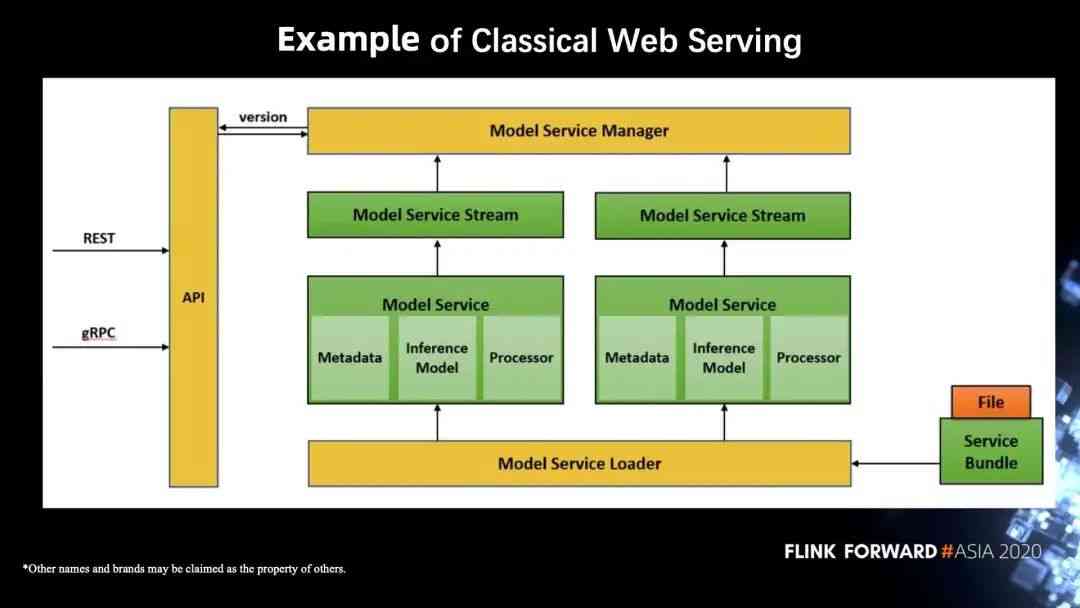 Example of Classical Web Serving
version
Model Service Manager
Model Service Stream
Model Service Stream
REST
API
gRPC
Model Service
Metadata
Inference
Model
Processor
Model Service
Metadata
Inference
Model
Processor
File
Service
Bundle
Model Service Loader
FLINK FORWARD #ASIA 2020
*Other names and brands may be claimed as the property of others.